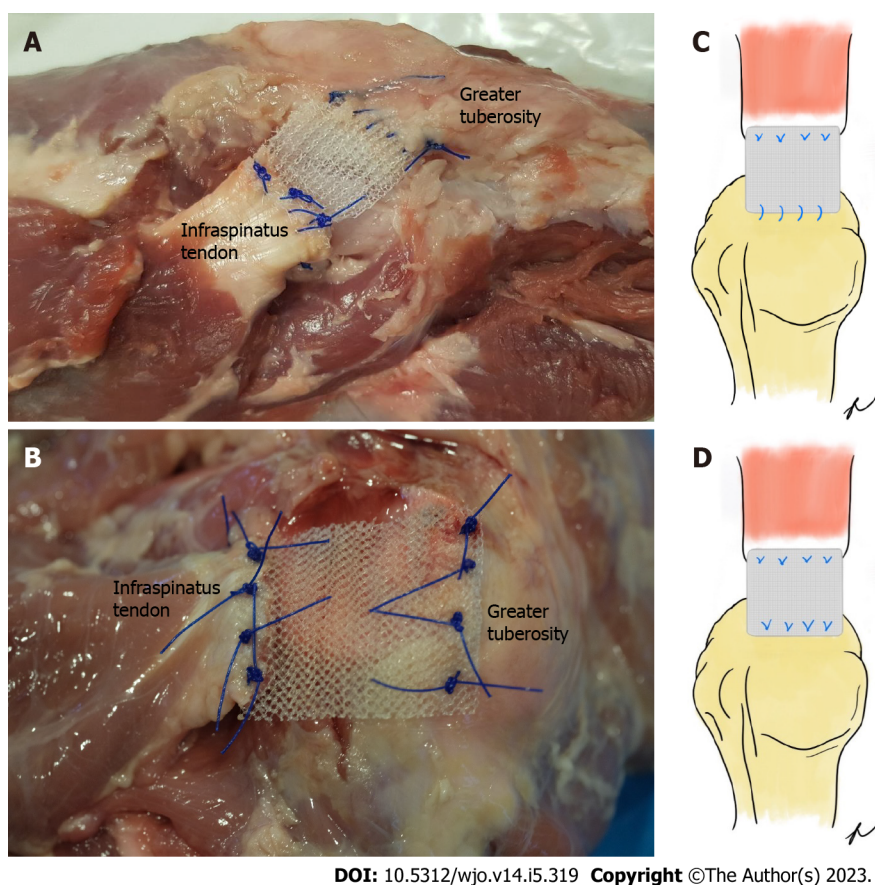 A
Greater
tuberosity
Infraspinatus
tendon
C
B
Infraspinatus
tendon
Greater
tuberosity
D
DOI: 10.5312/wjo.v14.i5.319 Copyright ©The Author(s) 2023.